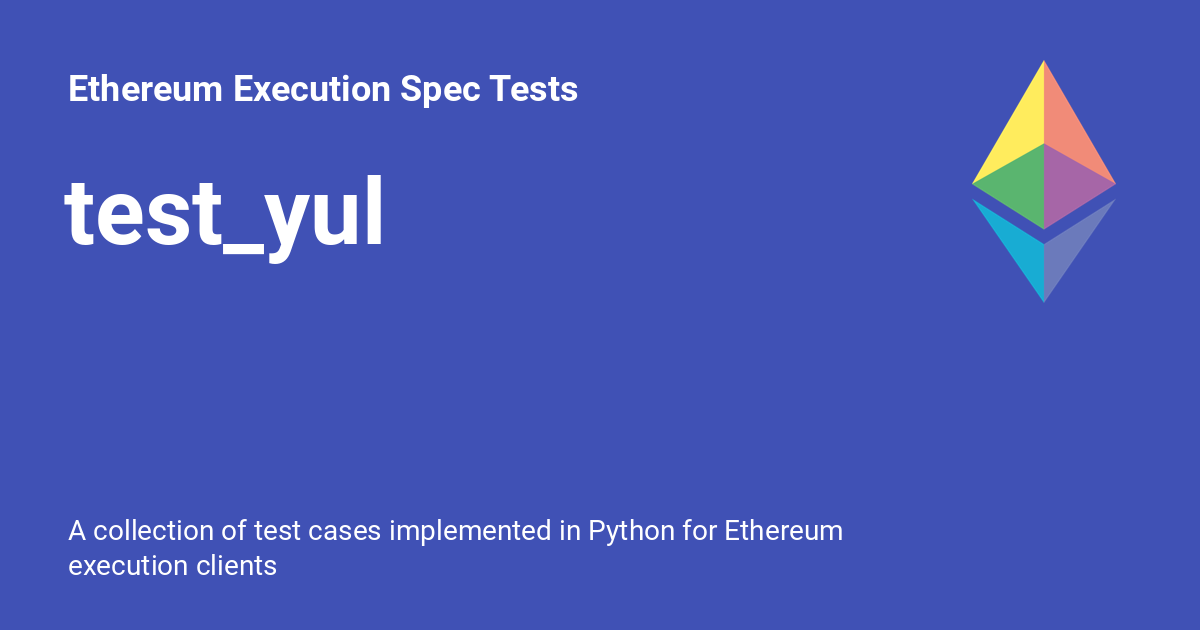 Ethereum Execution Spec Tests
test_yul
A collection of test cases implemented in Python for Ethereum
execution clients